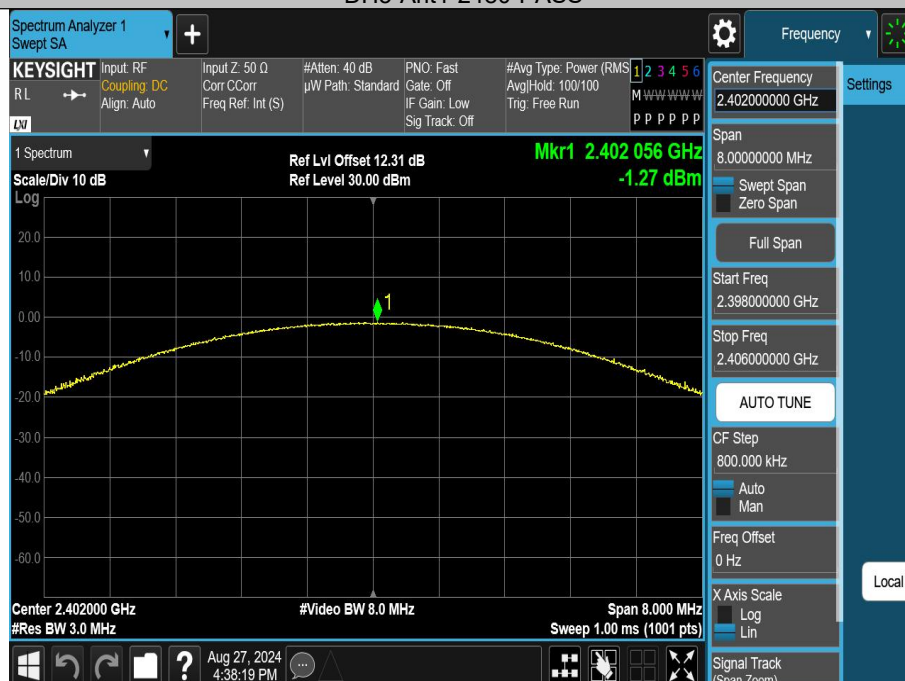 Spectrum Analyzer 1
Swept SA
Frequency
KEYSIGHT
RL
LXI
Input: RF
Coupling: DC
Align: Auto
Input Z: 50 Ω
Corr CCorr
Freq Ref: Int (S)
#Atten: 40 dB
µW Path: Standard
PNO: Fast
Gate: Off
IF Gain: Low
Sig Track: Off
#Avg Type: Power (RMS
Avg|Hold: 100/100
Trig: Free Run
1 2 3 4 5 6
M W W W W W
P P P P P P
1 Spectrum
Scale/Div 10 dB
Log
Ref Lvl Offset 12.31 dB
Ref Level 30.00 dBm
Mkr1 2.402 056 GHz
-1.27 dBm
20.0
10.0
1
0.00
-10.0
-20.0
-30.0
-40.0
-50.0
-60.0
Center 2.402000 GHz
#Res BW 3.0 MHz
#Video BW 8.0 MHz
Span 8.000 MHz
Sweep 1.00 ms (1001 pts)
Aug 27, 2024
4:38:19 PM
Center Frequency
2.402000000 GHz
Span
8.00000000 MHz
Swept Span
Zero Span
Full Span
Start Freq
2.398000000 GHz
Stop Freq
2.406000000 GHz
AUTO TUNE
CF Step
800.000 kHz
Auto
Man
Freq Offset
0 Hz
X Axis Scale
Log
Lin
Signal Track
(Span Zoom)
Settings
Local